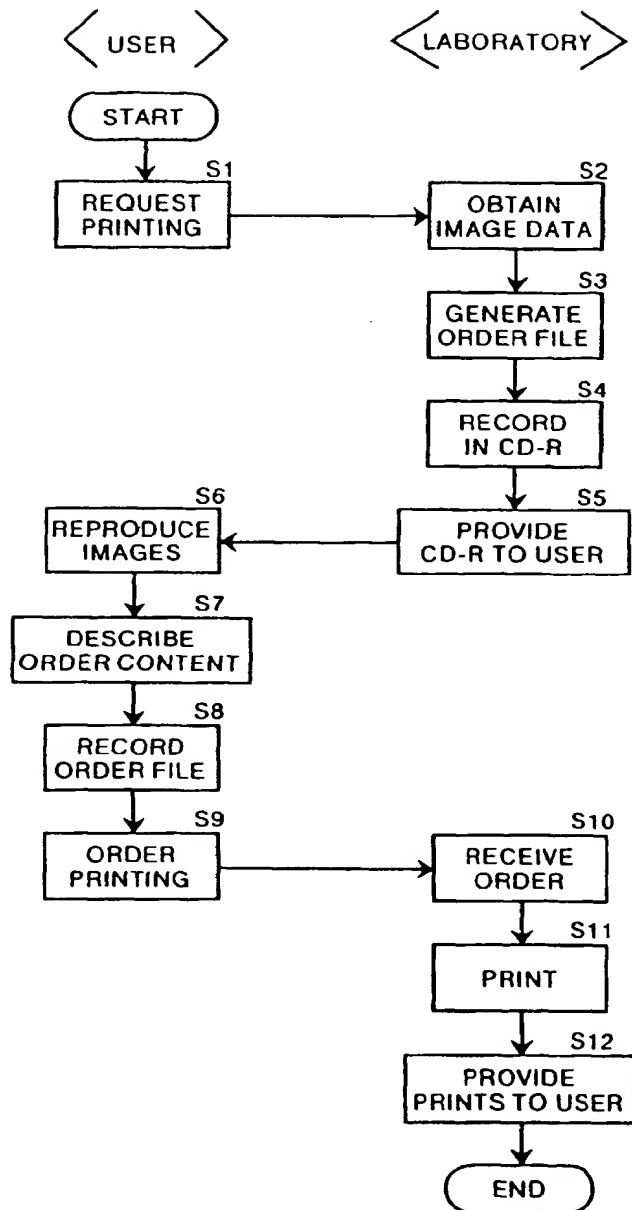 USER
LABORATORY
START
S1
REQUEST
PRINTING
S2
OBTAIN
IMAGE DATA
S3
GENERATE
ORDER FILE
S4
RECORD
IN CD-R
S5
PROVIDE
CD-R TO USER
S6
REPRODUCE
IMAGES
S7
DESCRIBE
ORDER CONTENT
S8
RECORD
ORDER FILE
S9
ORDER
PRINTING
S10
RECEIVE
ORDER
S11
PRINT
S12
PROVIDE
PRINTS TO USER
END